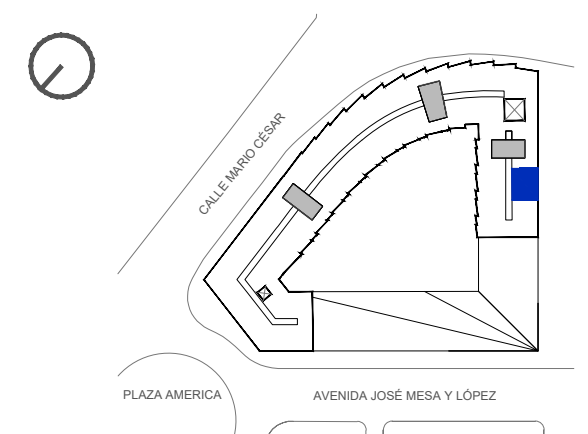 CALLE MARIO CÉSAR
PLAZA AMERICA
AVENIDA JOSÉ MESA Y LÓPEZ